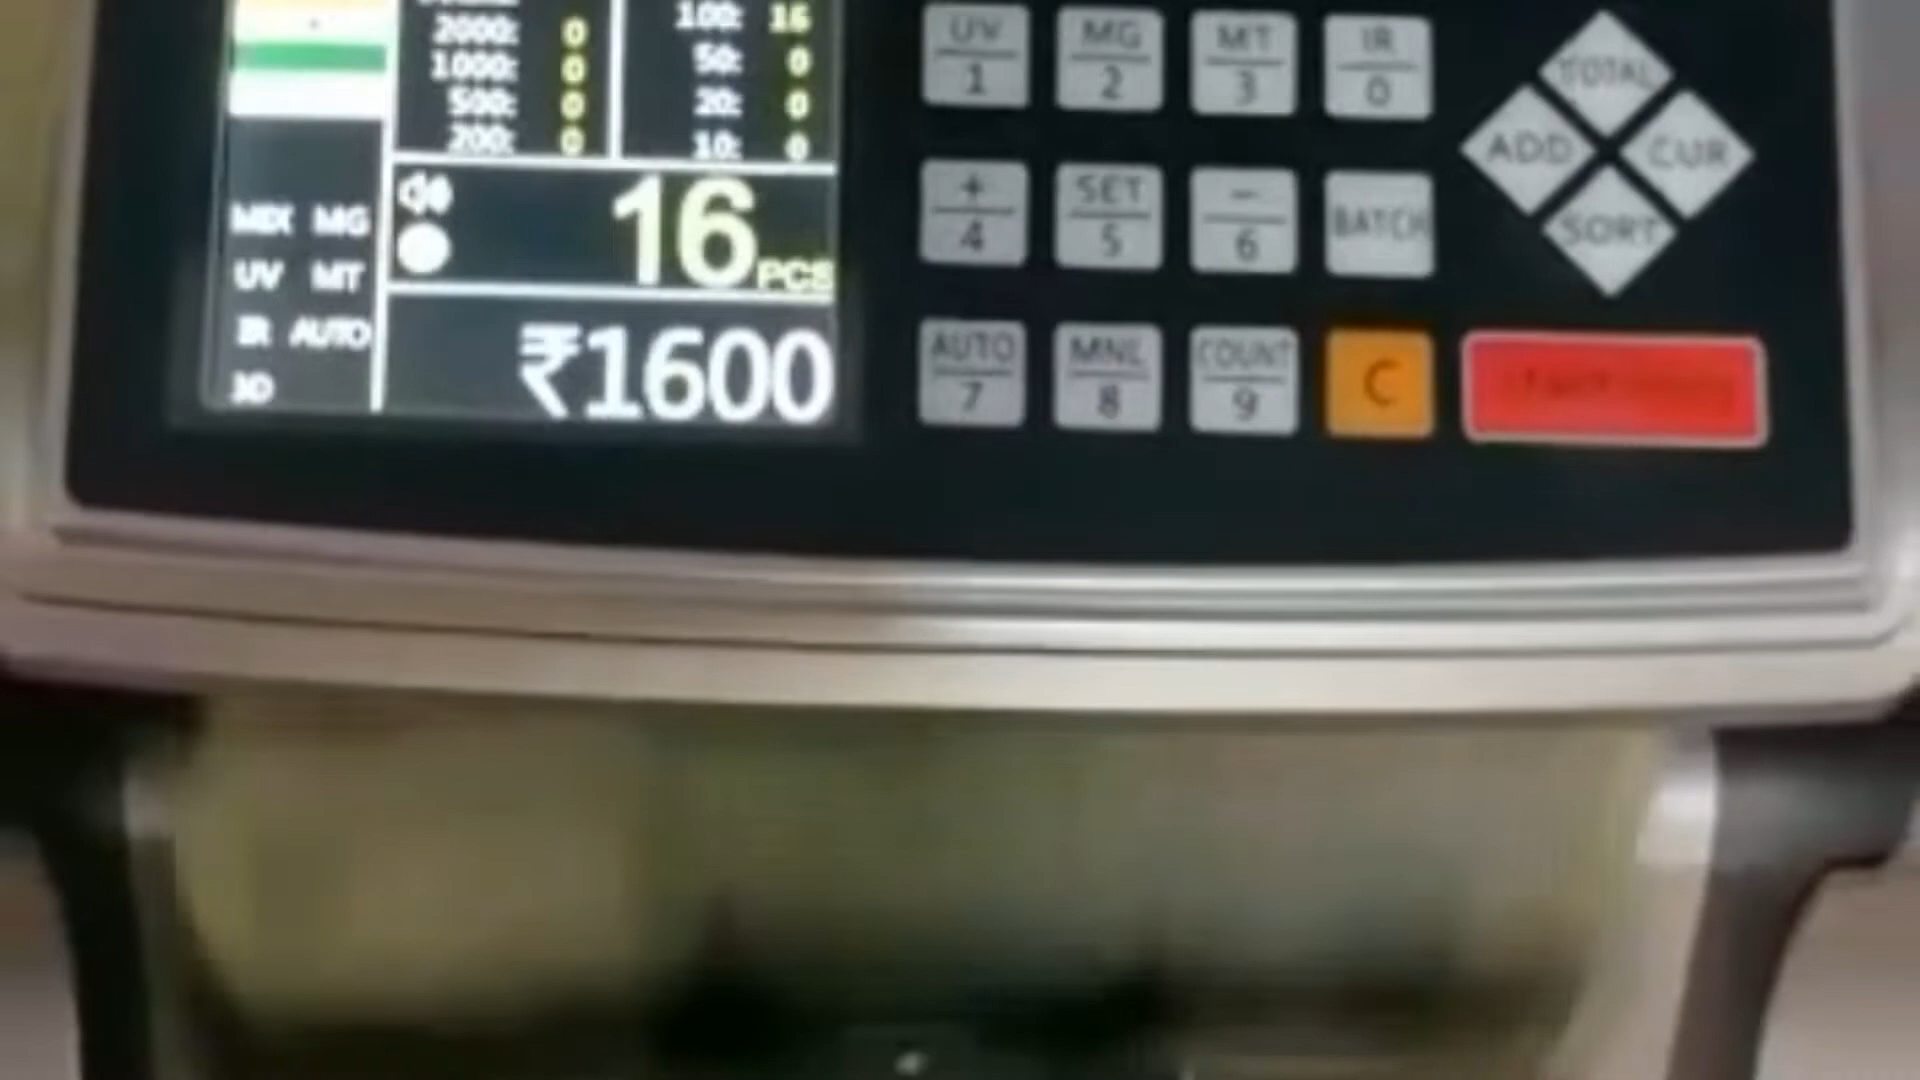 2000: 0
1000: 0
500: 0
200: 0
100: 16
50: 0
20: 0
10: 0
MIX MG
UV MT
IR AUTO
16 PCS
₹1600
UV 1
MG 2
MT 3
IR 0
+ 4
SET 5
- 6
BATCH
AUTO 7
MNL 8
COUNT 9
C
TOTAL
ADD
CUR
SORT